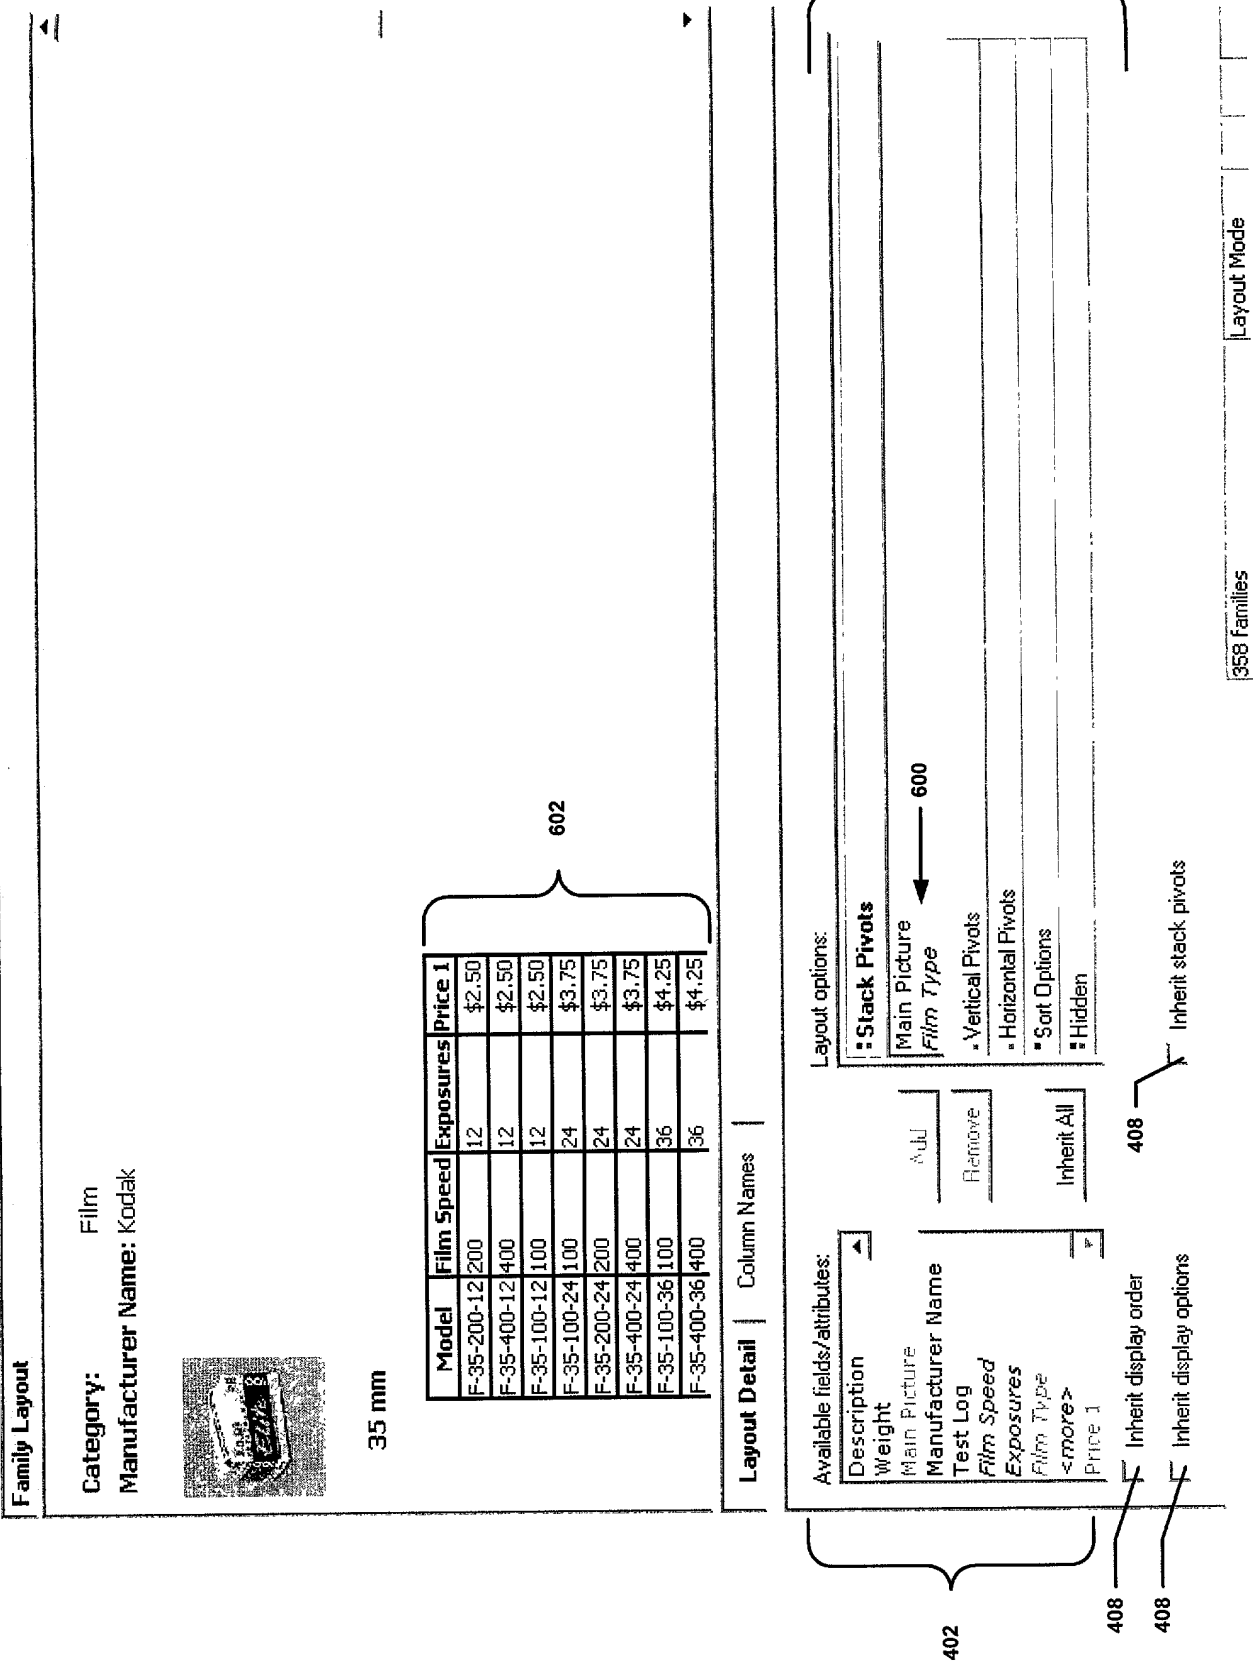 Family Layout
Category: Film
Manufacturer Name: Kodak
35 mm
Model Film Speed Exposures Price 1
F-35-200-12 200 12 $2.50
F-35-400-12 400 12 $2.50
F-35-100-12 100 12 $2.50
F-35-100-24 100 24 $3.75
F-35-200-24 200 24 $3.75
F-35-400-24 400 24 $3.75
F-35-100-36 100 36 $4.25
F-35-400-36 400 36 $4.25
602
Layout Detail Column Names
Available fields/attributes:
Description
Weight
Main Picture
Manufacturer Name
Test Log
Film Speed
Exposures
Film Type
<more>
Price 1
402
Add
Remove
Inherit All
Layout options:
Stack Pivots
Main Picture
Film Type
600
Vertical Pivots
Horizontal Pivots
Sort Options
Hidden
408 Inherit display order
408 Inherit display options
408 Inherit stack pivots
358 families Layout Mode